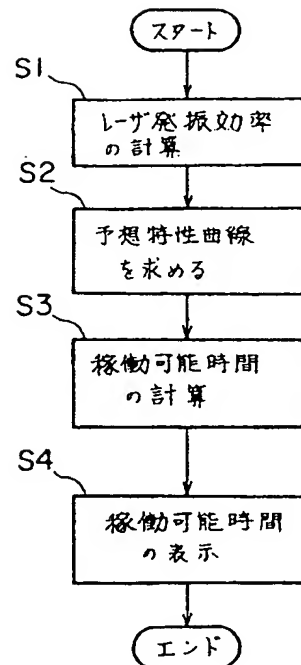 スタート
S1
レーザ発振効率
の計算
S2
予想特性曲線
を求める
S3
稼働可能時間
の計算
S4
稼働可能時間
の表示
エンド